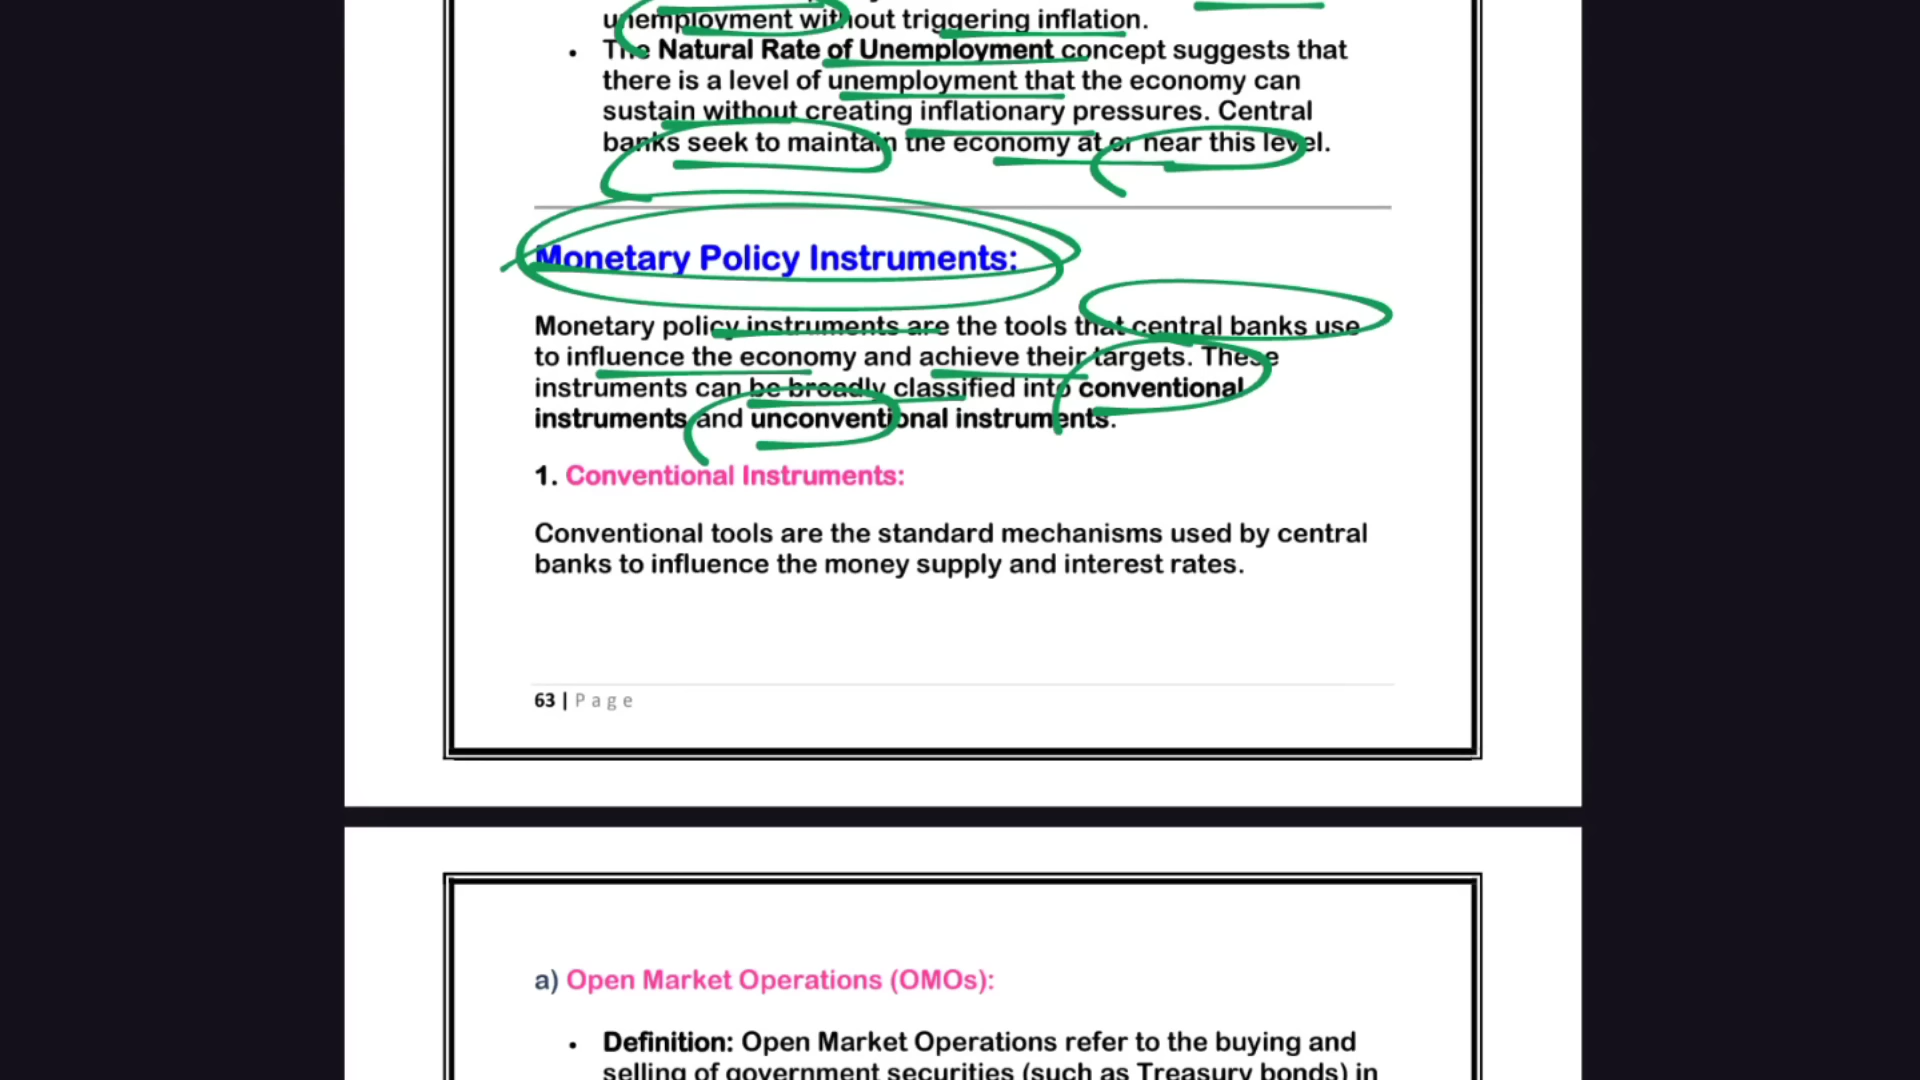 unemployment without triggering inflation.
• The Natural Rate of Unemployment concept suggests that
there is a level of unemployment that the economy can
sustain without creating inflationary pressures. Central
banks seek to maintain the economy at or near this level.
Monetary Policy Instruments:
Monetary policy instruments are the tools that central banks use
to influence the economy and achieve their targets. These
instruments can be broadly classified into conventional
instruments and unconventional instruments.
1. Conventional Instruments:
Conventional tools are the standard mechanisms used by central
banks to influence the money supply and interest rates.
63 | Page
a) Open Market Operations (OMOs):
• Definition: Open Market Operations refer to the buying and
selling of government securities (such as Treasury bonds) in